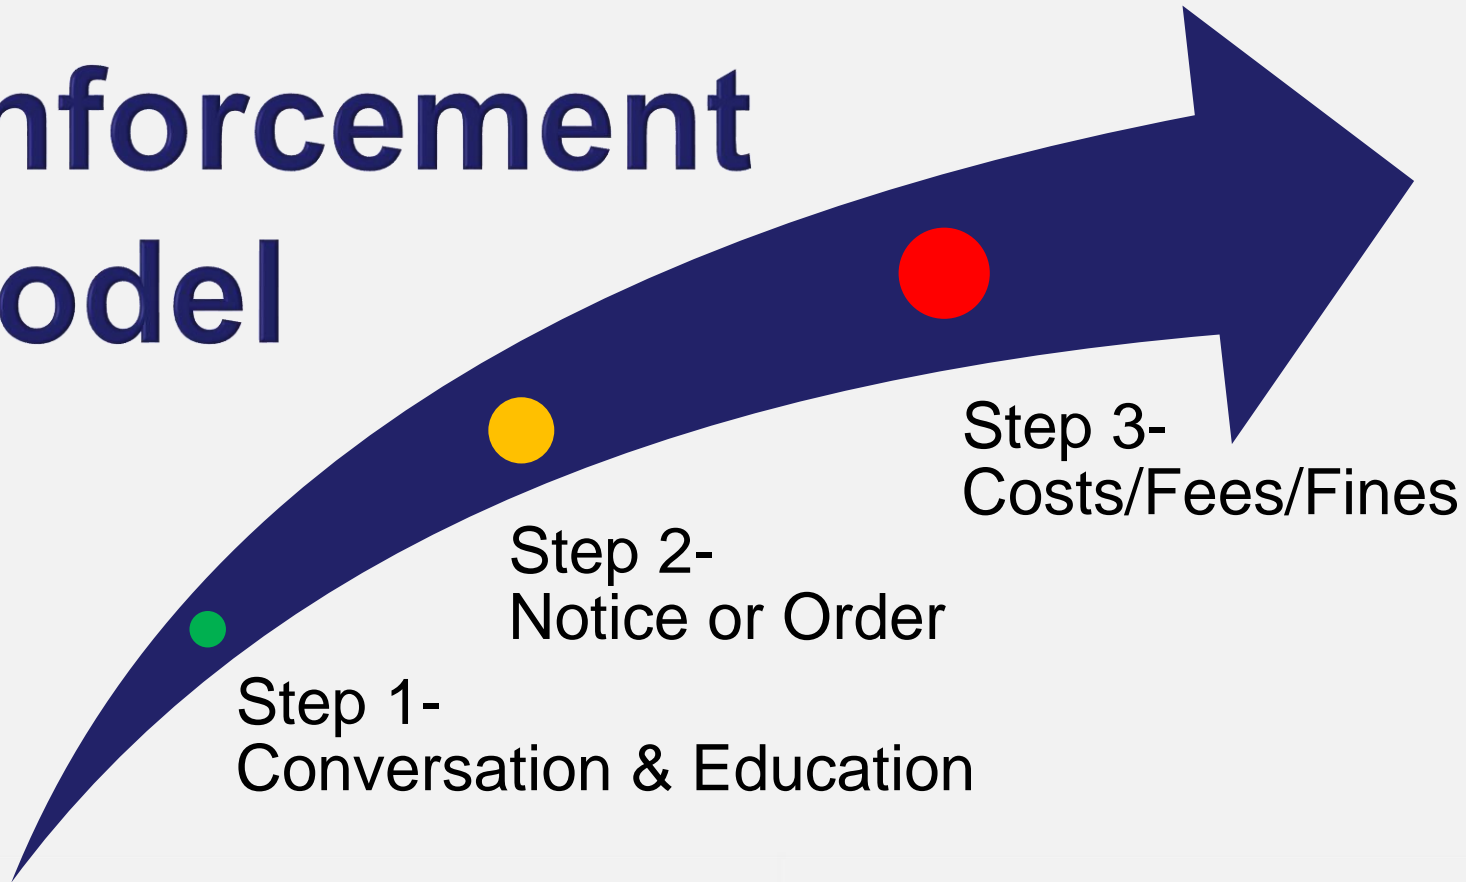 nforcement
odel
Step 3-
Costs/Fees/Fines
Step 2-
Notice or Order
Step 1-
Conversation & Education